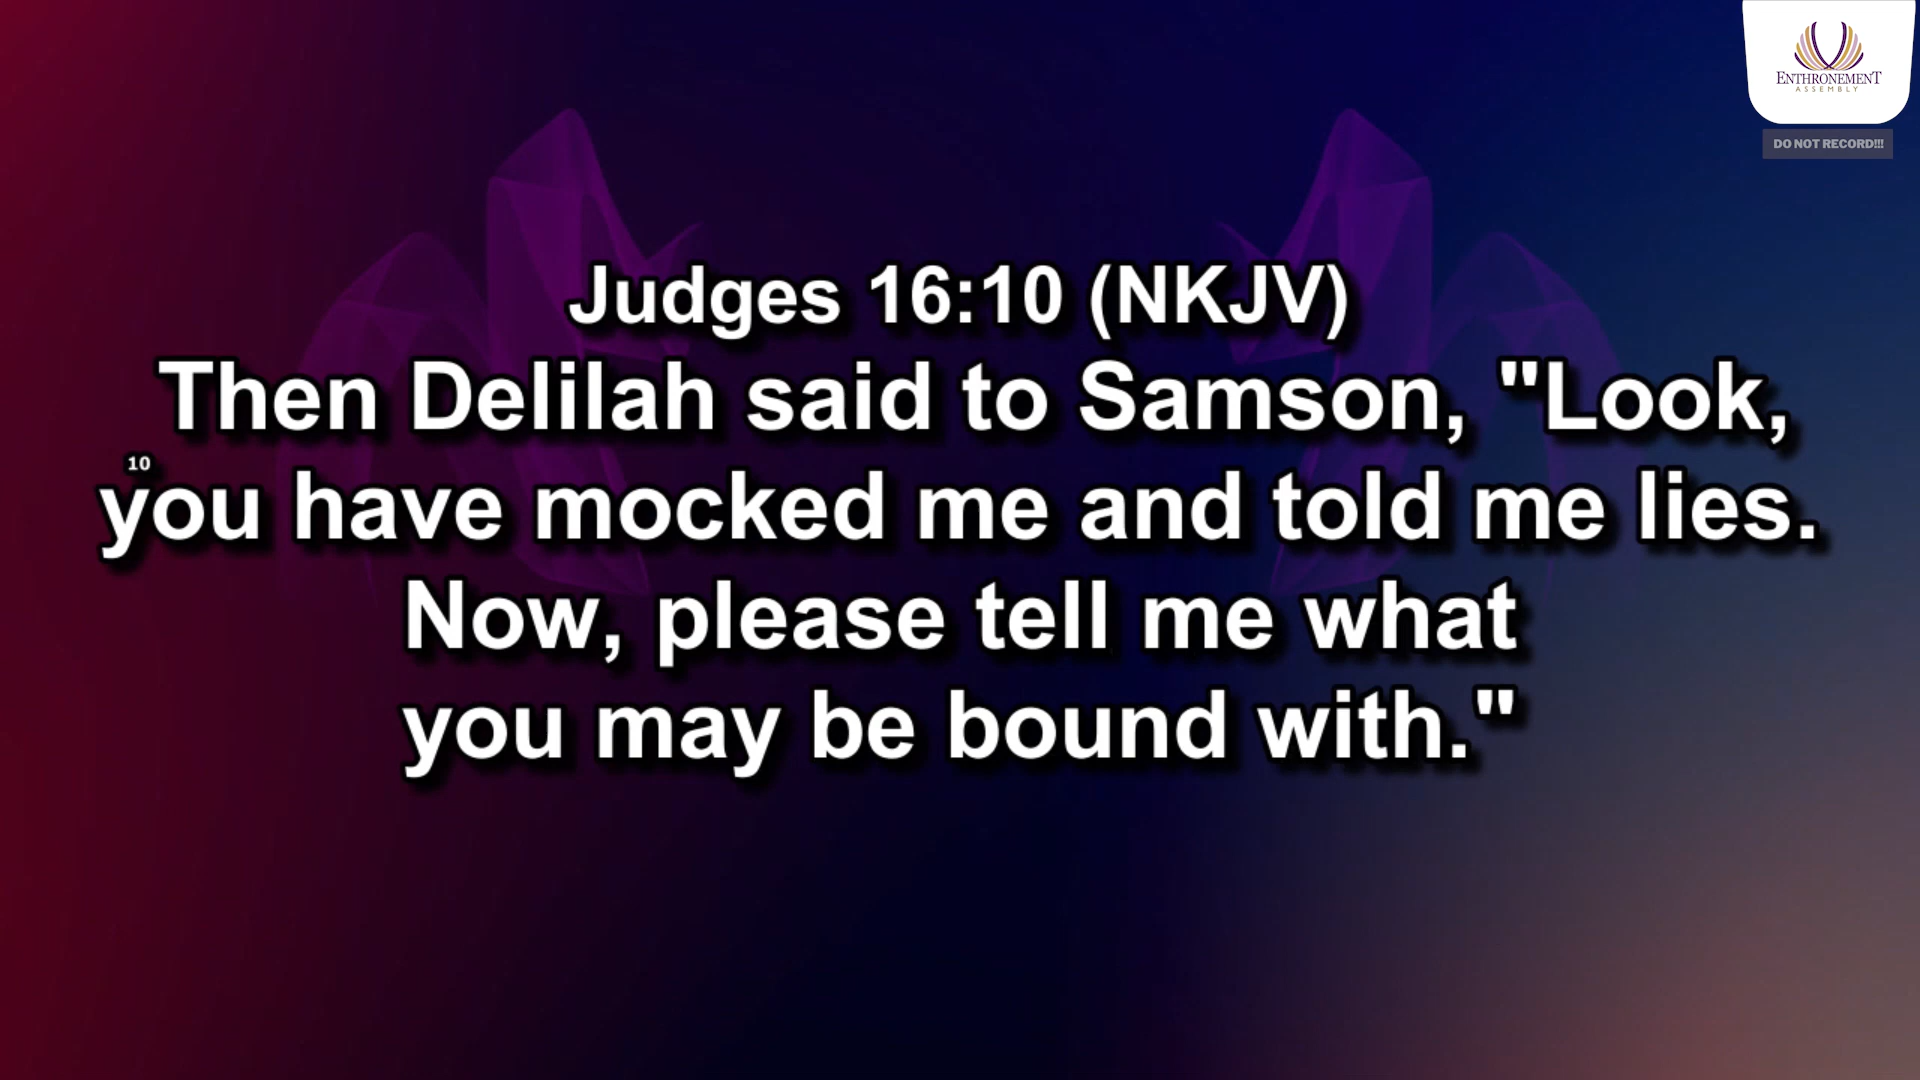 ENTHRONEMENT
ASSEMBLY
DO NOT RECORD!!!
Judges 16:10 (NKJV)
Then Delilah said to Samson, "Look,
10
you have mocked me and told me lies.
Now, please tell me what
you may be bound with."